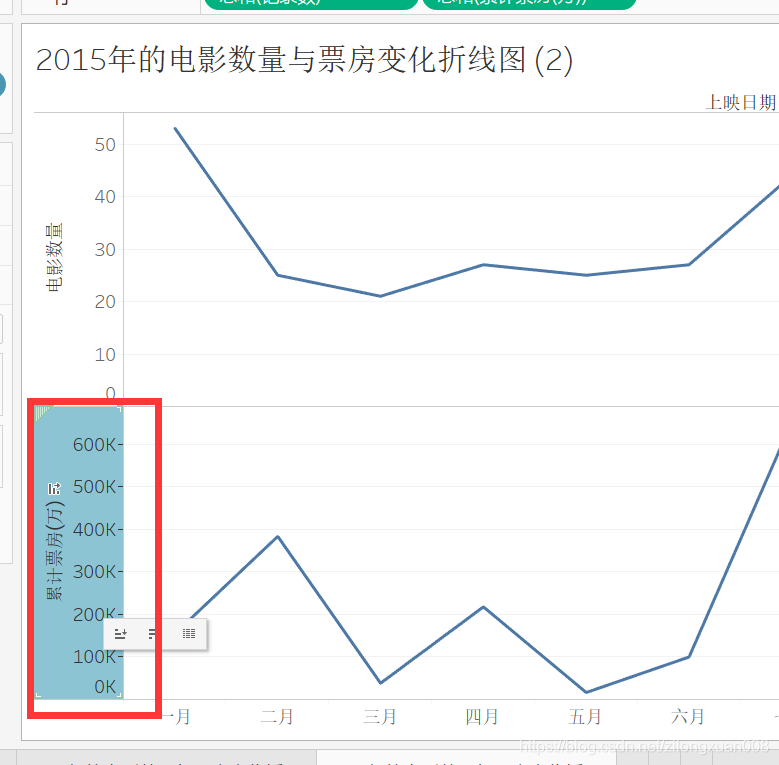 2015年的电影数量与票房变化折线图 (2)
上映日期
50
40
30
20
10
0
电影数量
600K
500K
400K
300K
200K
100K
0K
累计票房(万)
一月
二月
三月
四月
五月
六月
https://blog.csdn.net/zilongxuan008